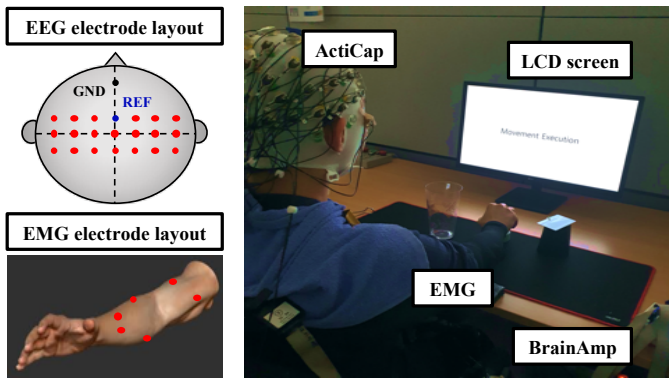 EEG electrode layout
GND
REF
EMG electrode layout
ActiCap
LCD screen
Movement Execution
EMG
BrainAmp